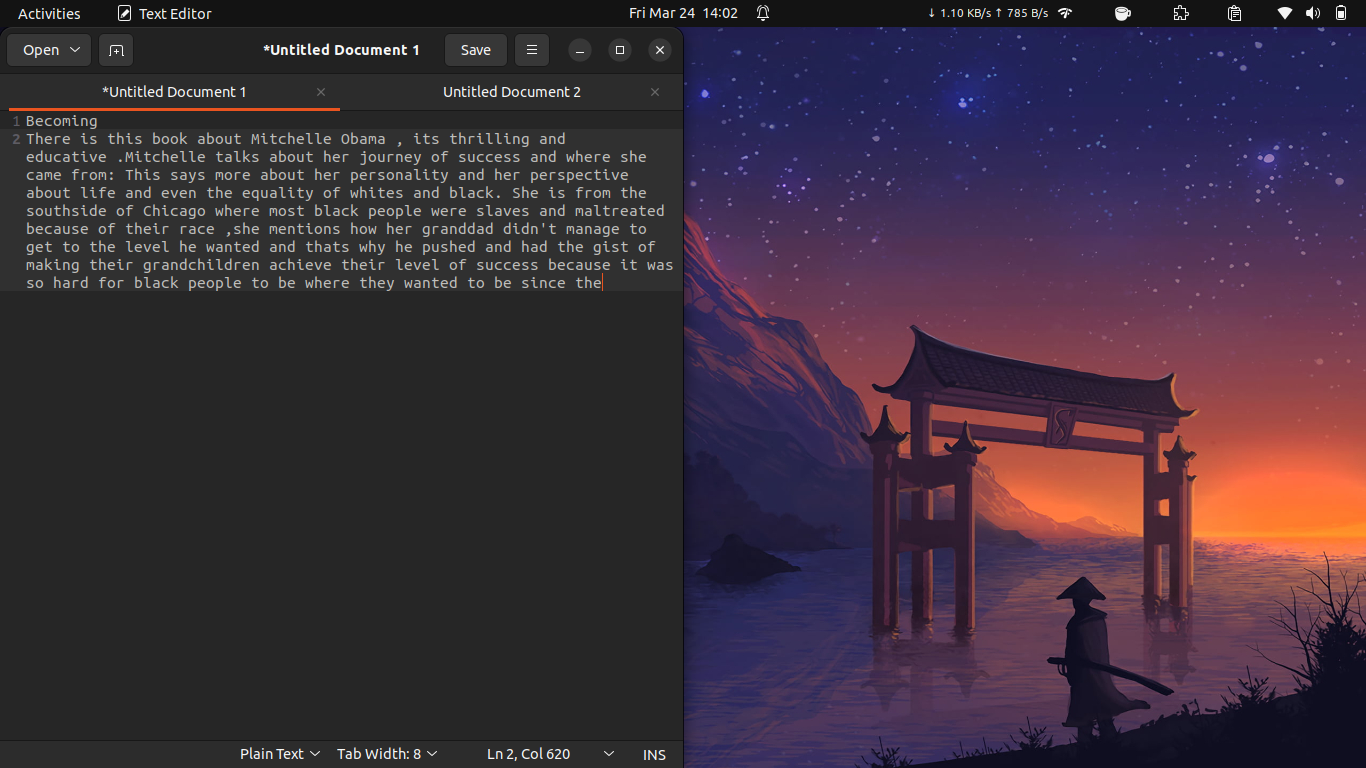 Activities
Text Editor
Fri Mar 24 14:02
↓ 1.10 KB/s ↑ 785 B/s
Open
*Untitled Document 1
Save
*Untitled Document 1
Untitled Document 2
1 Becoming
2 There is this book about Mitchelle Obama , its thrilling and
educative .Mitchelle talks about her journey of success and where she
came from: This says more about her personality and her perspective
about life and even the equality of whites and black. She is from the
southside of Chicago where most black people were slaves and maltreated
because of their race ,she mentions how her granddad didn't manage to
get to the level he wanted and thats why he pushed and had the gist of
making their grandchildren achieve their level of success because it was
so hard for black people to be where they wanted to be since the
Plain Text
Tab Width: 8
Ln 2, Col 620
INS